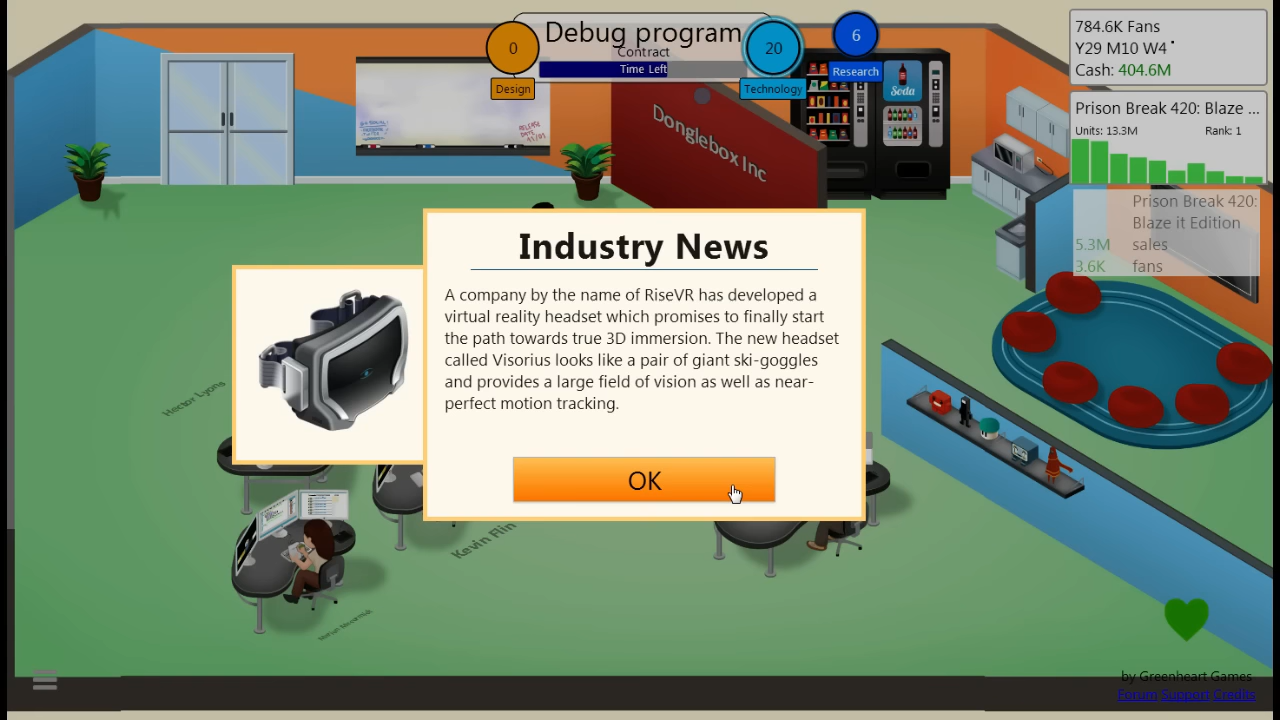 Debug program
Contract
Time Left
0
Design
20
Technology
6
Research
784.6K Fans
Y29 M10 W4
Cash: 404.6M
Prison Break 420: Blaze ...
Units: 13.3M Rank: 1
Prison Break 420:
Blaze it Edition
5.3M sales
3.6K fans
Donglebox Inc
Soda
RELEASE
Industry News
A company by the name of RiseVR has developed a
virtual reality headset which promises to finally start
the path towards true 3D immersion. The new headset
called Visorius looks like a pair of giant ski-goggles
and provides a large field of vision as well as near-
perfect motion tracking.
OK
Hector Lyons
Kevin Flin
by Greenheart Games
Forum Support Credits